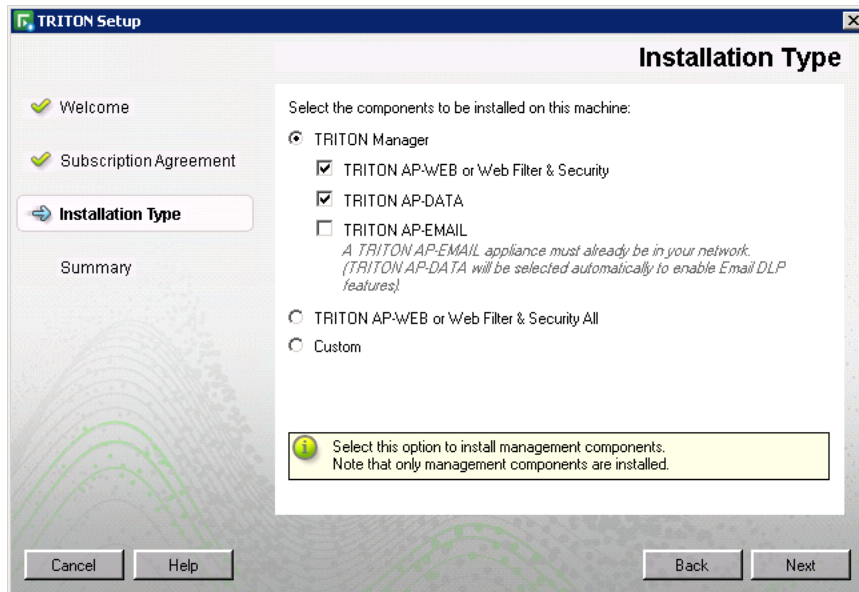 TRITON Setup
Installation Type
Welcome
Subscription Agreement
Installation Type
Summary
Select the components to be installed on this machine:
TRITON Manager
TRITON AP-WEB or Web Filter & Security
TRITON AP-DATA
TRITON AP-EMAIL
A TRITON AP-EMAIL appliance must already be in your network.
(TRITON AP-DATA will be selected automatically to enable Email DLP
features).
TRITON AP-WEB or Web Filter & Security All
Custom
Select this option to install management components.
Note that only management components are installed.
Cancel
Help
Back
Next